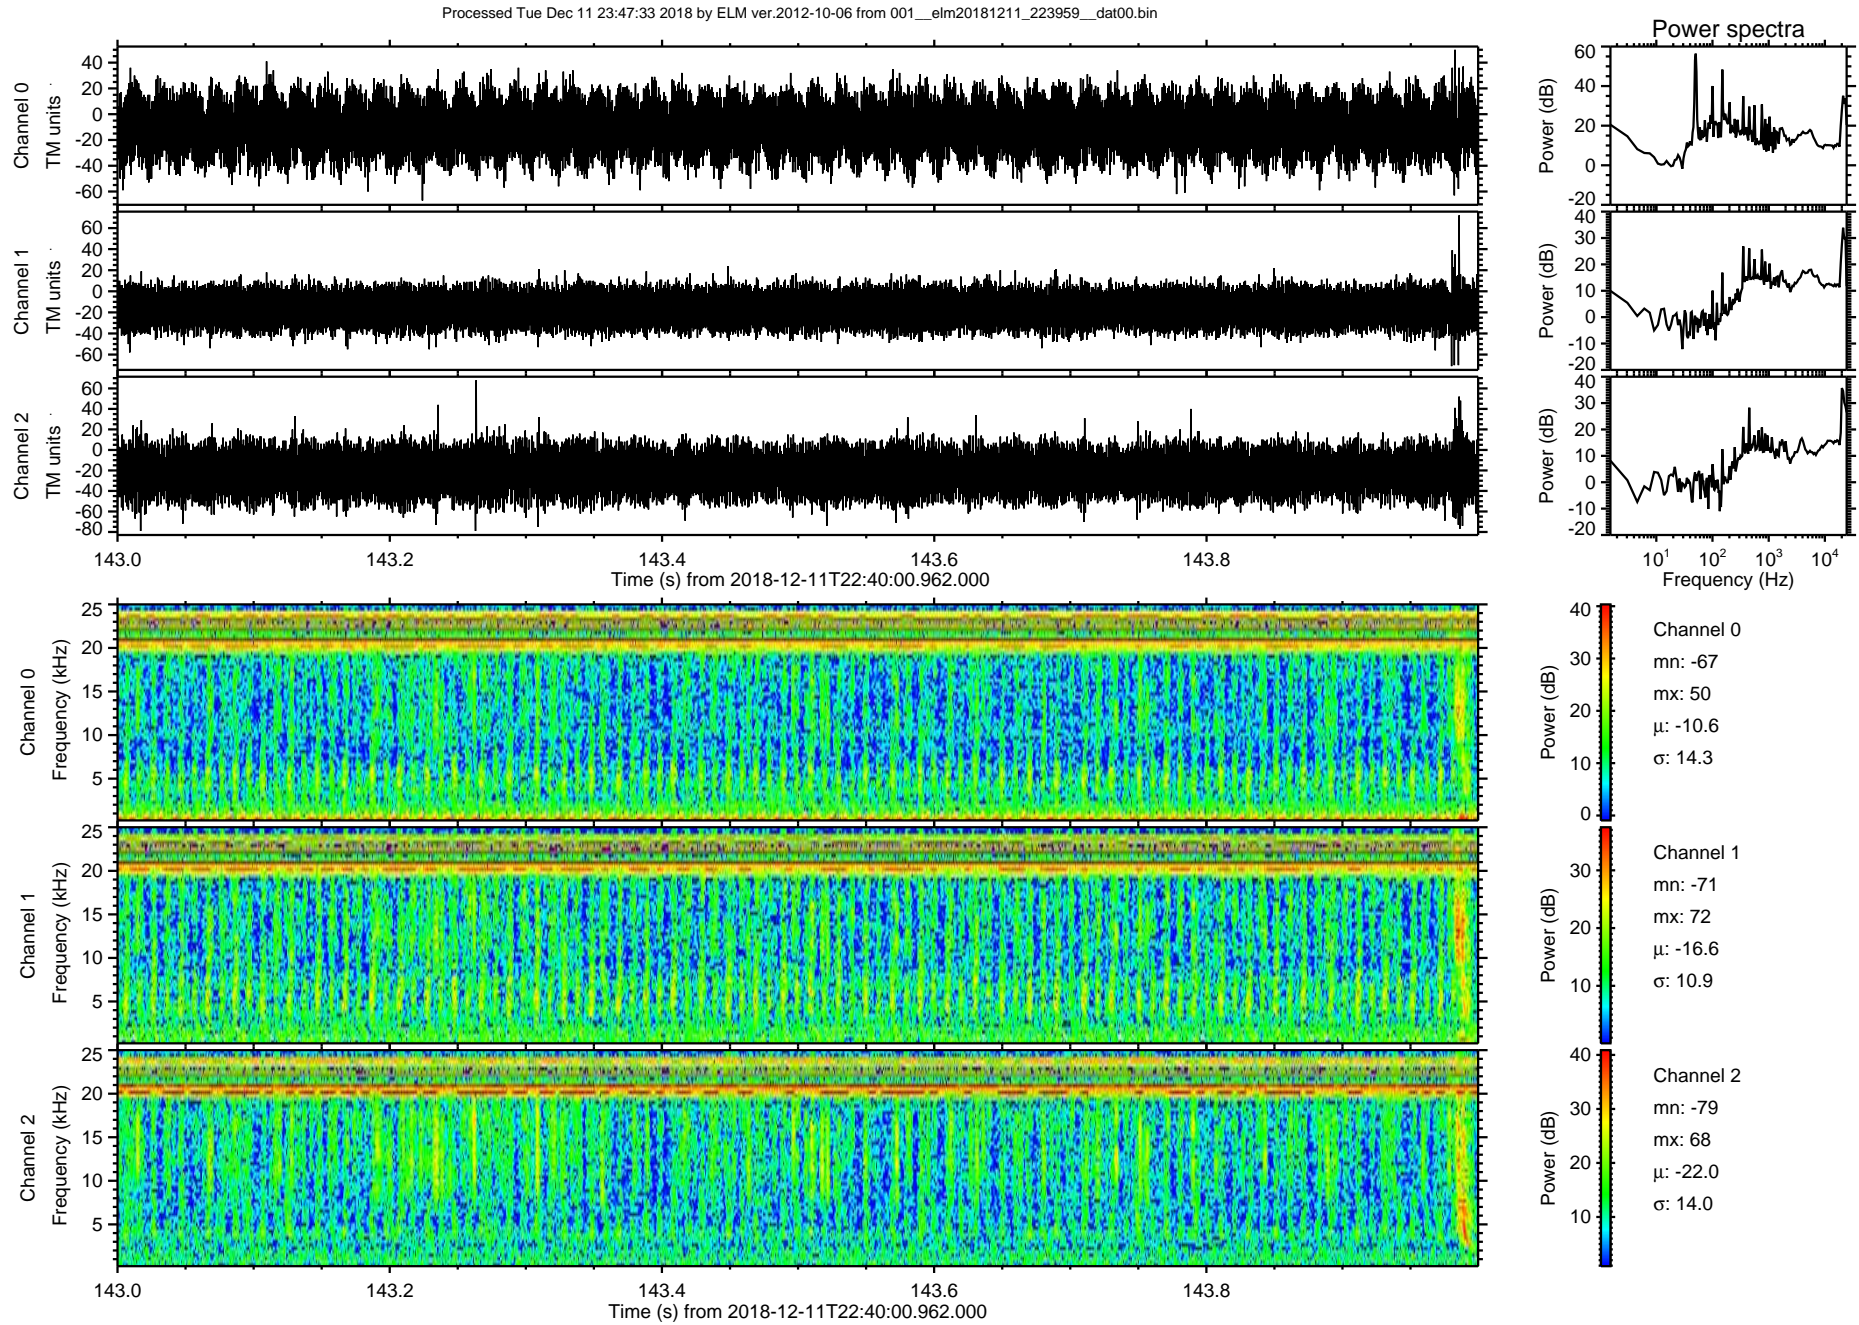 Processed Tue Dec 11 23:47:33 2018 by ELM ver.2012-10-06 from 001__elm20181211_223959__dat00.bin
Power spectra
Channel 0
TM units
40
20
0
-20
-40
-60
Power (dB)
60
40
20
0
-20
Channel 1
TM units
60
40
20
0
-20
-40
-60
Power (dB)
40
30
20
10
0
-10
-20
Channel 2
TM units
60
40
20
0
-20
-40
-60
-80
Power (dB)
40
30
20
10
0
-10
-20
143.0 143.2 143.4 143.6 143.8
Time (s) from 2018-12-11T22:40:00.962.000
10¹ 10² 10³ 10⁴
Frequency (Hz)
Channel 0
Frequency (kHz)
25
20
15
10
5
Power (dB)
40
30
20
10
0
Channel 0
mn: -67
mx: 50
μ: -10.6
σ: 14.3
Channel 1
Frequency (kHz)
25
20
15
10
5
Power (dB)
30
20
10
Channel 1
mn: -71
mx: 72
μ: -16.6
σ: 10.9
Channel 2
Frequency (kHz)
25
20
15
10
5
Power (dB)
40
30
20
10
Channel 2
mn: -79
mx: 68
μ: -22.0
σ: 14.0
143.0 143.2 143.4 143.6 143.8
Time (s) from 2018-12-11T22:40:00.962.000